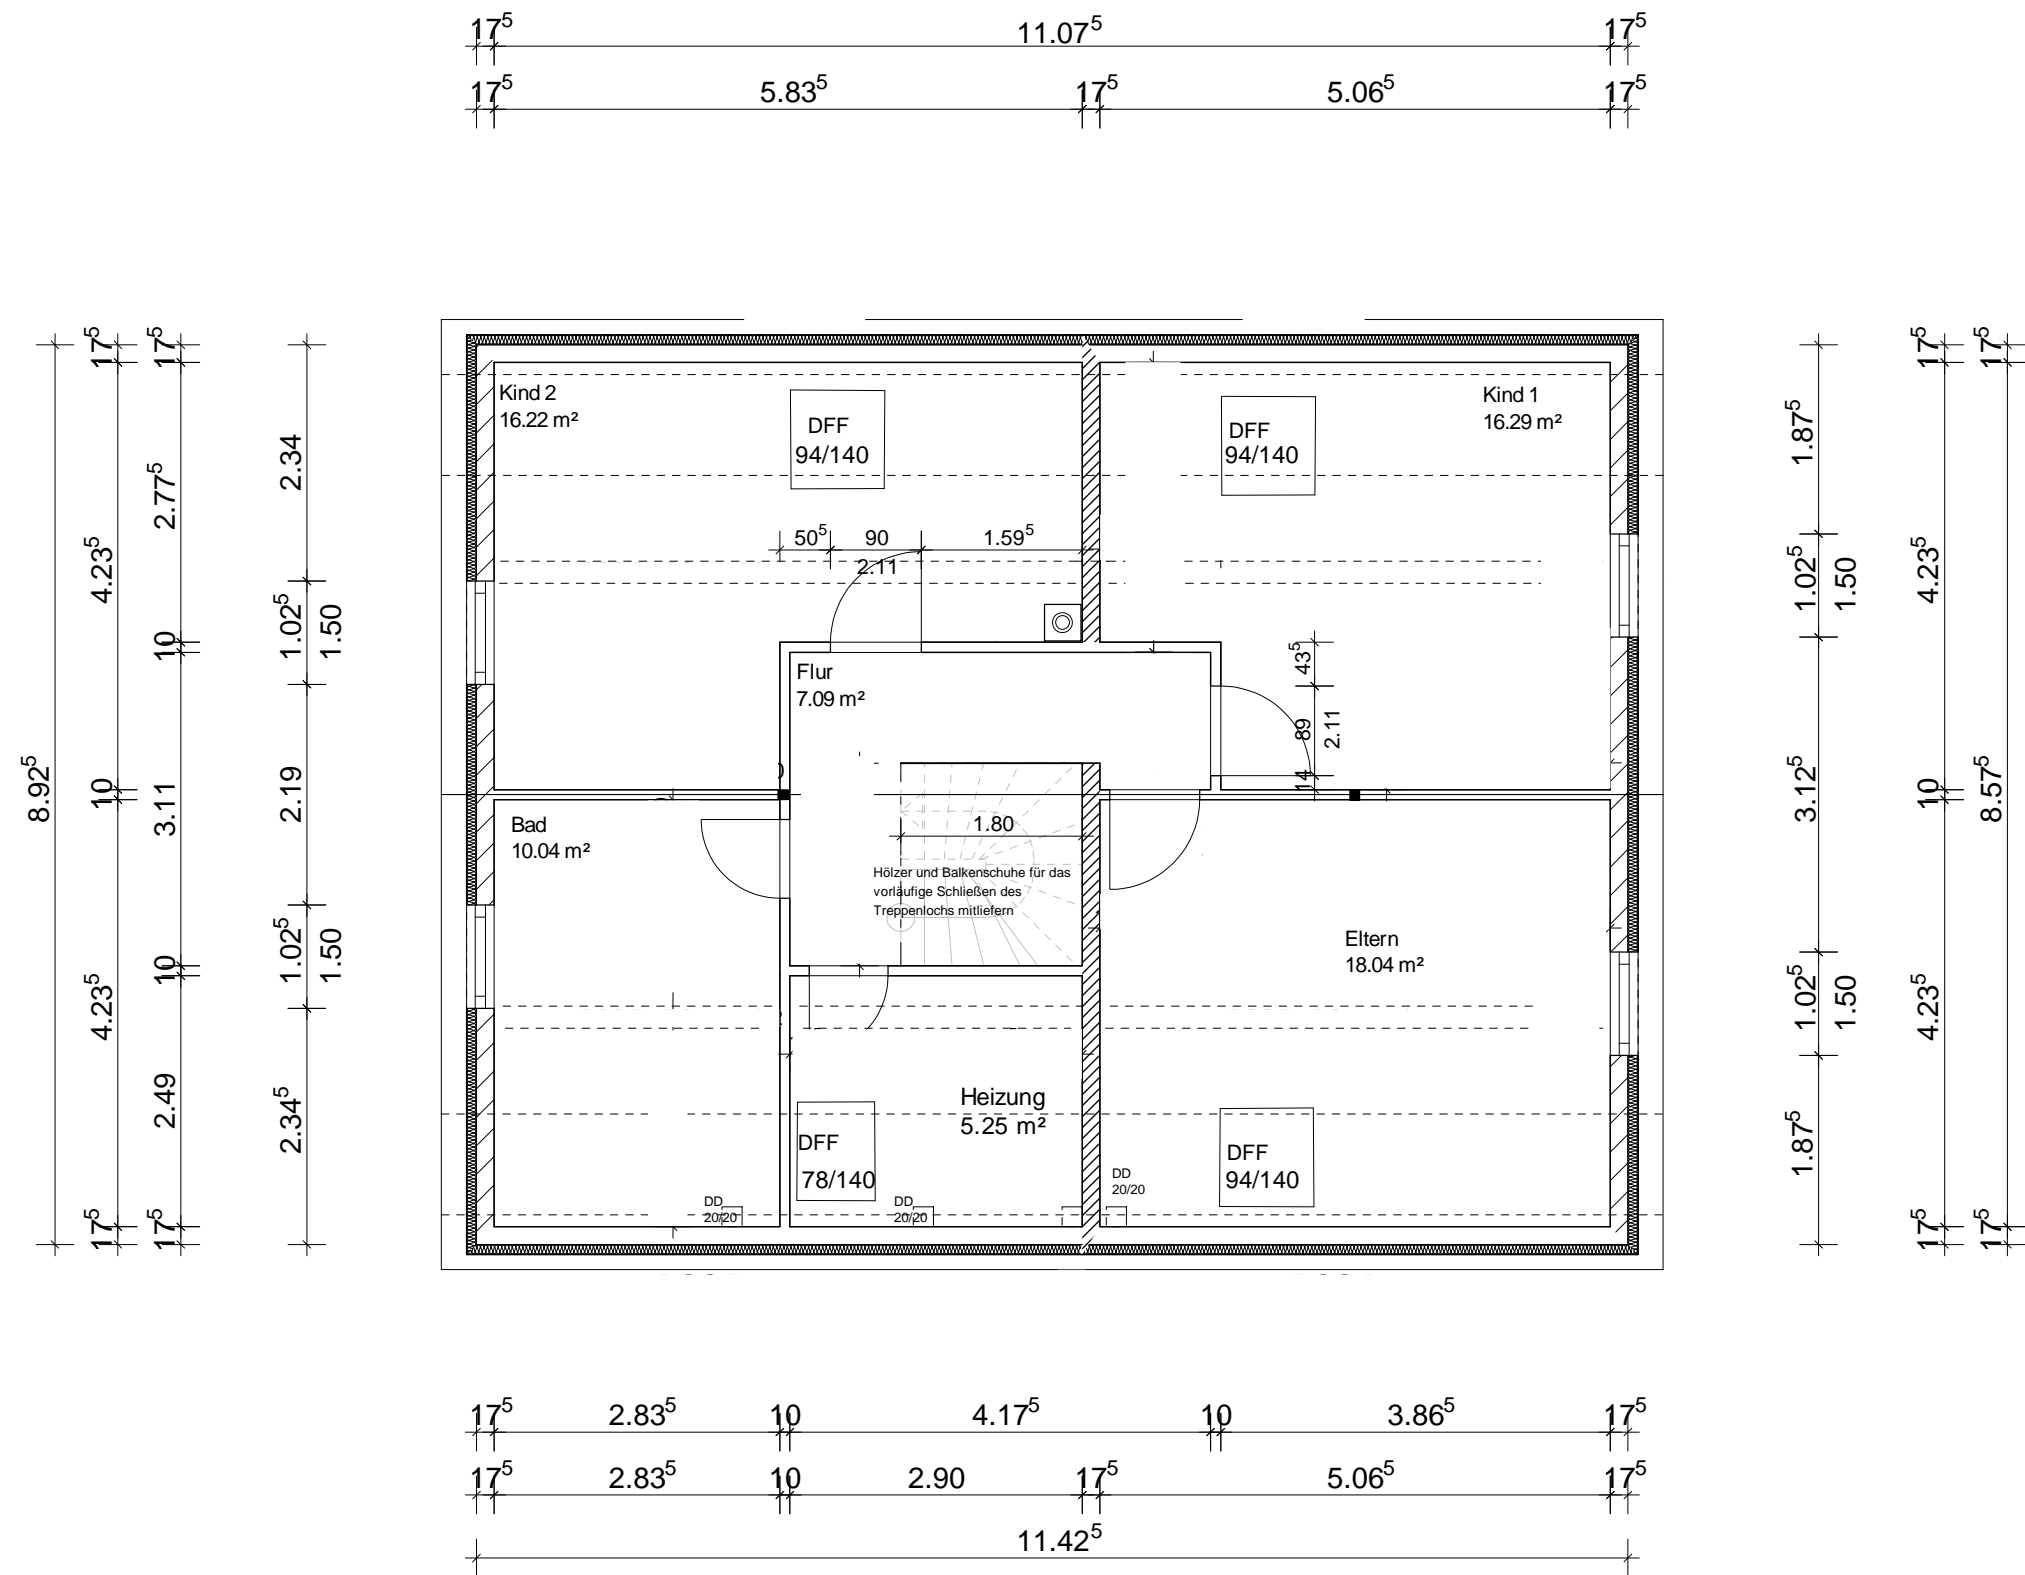 17⁵ 11.07⁵ 17⁵
17⁵ 5.83⁵ 17⁵ 5.06⁵ 17⁵
Kind 2
16.22 m²
DFF
94/140
DFF
94/140
Kind 1
16.29 m²
50⁵ 90 1.59⁵
2.11
Flur
7.09 m²
43⁵
89
2.11
14
Bad
10.04 m²
1.80
Hölzer und Balkenschuhe für das
vorläufige Schließen des
Treppenlochs mitliefern
Eltern
18.04 m²
Heizung
5.25 m²
DFF
78/140
DFF
94/140
DD
20/20
DD
20/20
DD
20/20
8.92⁵
17⁵ 4.23⁵ 10 4.23⁵ 17⁵
17⁵ 2.77⁵ 10 3.11 10 2.49 17⁵
2.34 1.02⁵ 2.19 1.02⁵ 2.34⁵
1.50 1.50
1.87⁵ 1.02⁵ 3.12⁵ 1.02⁵ 1.87⁵
1.50 1.50
17⁵ 4.23⁵ 10 4.23⁵ 17⁵
17⁵ 8.57⁵ 17⁵
17⁵ 2.83⁵ 10 4.17⁵ 10 3.86⁵ 17⁵
17⁵ 2.83⁵ 10 2.90 17⁵ 5.06⁵ 17⁵
11.42⁵